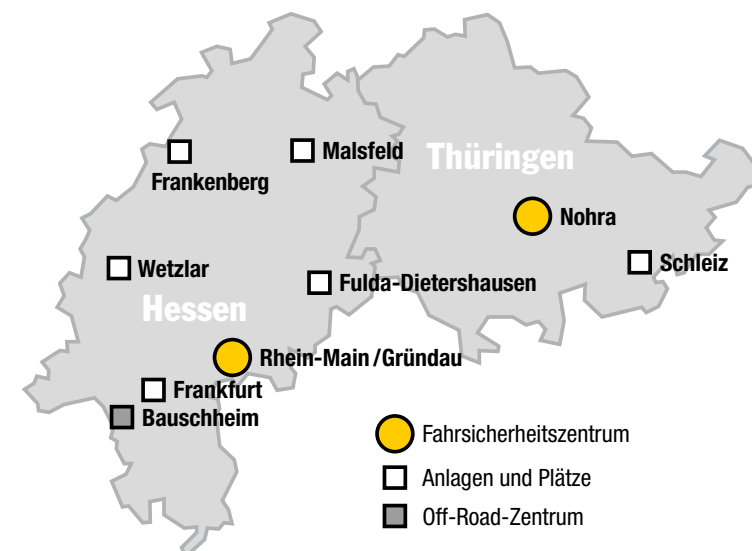 Malsfeld
Thüringen
Frankenberg
Nohra
Wetzlar
Schleiz
Fulda-Dietershausen
Hessen
Rhein-Main/Gründau
Frankfurt
Bauschheim
Fahrsicherheitszentrum
Anlagen und Plätze
Off-Road-Zentrum